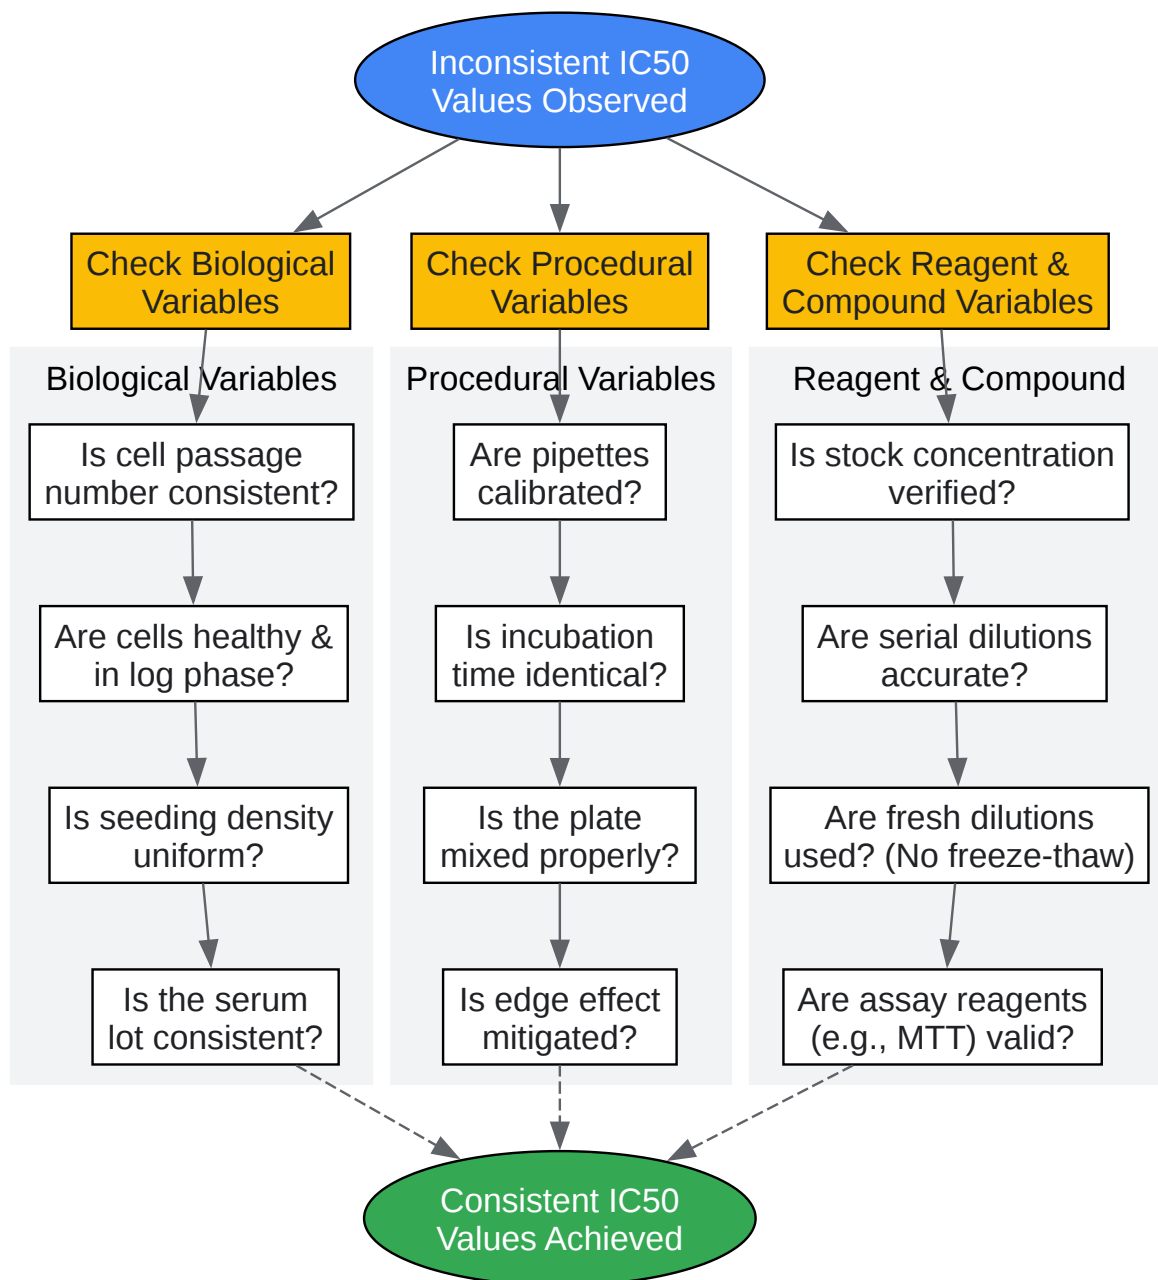 Inconsistent IC50
Values Observed
Check Biological
Variables
Check Procedural
Variables
Check Reagent &
Compound Variables
Biological Variables
Procedural Variables
Reagent & Compound
Is cell passage
number consistent?
Are pipettes
calibrated?
Is stock concentration
verified?
Are cells healthy &
in log phase?
Is incubation
time identical?
Are serial dilutions
accurate?
Is seeding density
uniform?
Is the plate
mixed properly?
Are fresh dilutions
used? (No freeze-thaw)
Is the serum
lot consistent?
Is edge effect
mitigated?
Are assay reagents
(e.g., MTT) valid?
Consistent IC50
Values Achieved